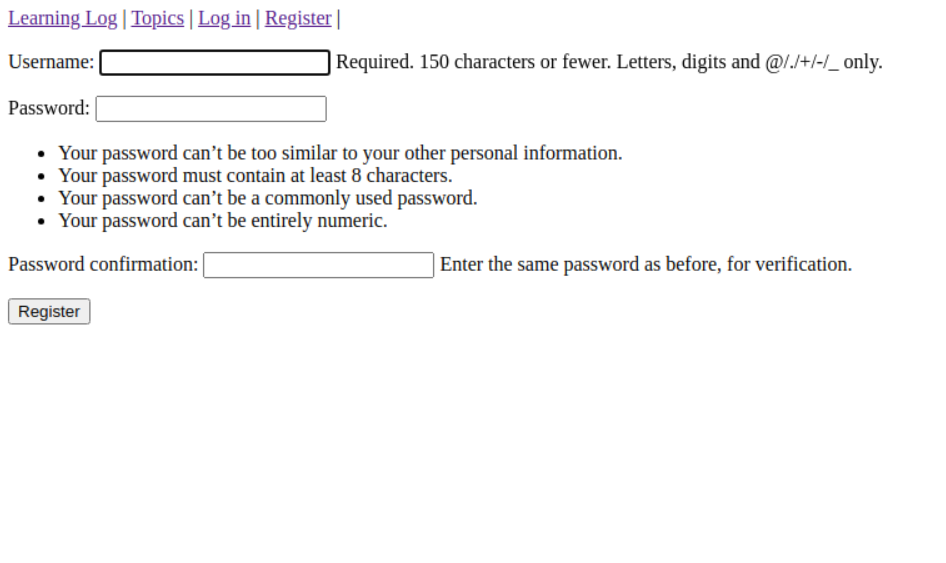 Learning Log | Topics | Log in | Register |
Username: Required. 150 characters or fewer. Letters, digits and @/./+/-/_ only.
Password:
• Your password can’t be too similar to your other personal information.
• Your password must contain at least 8 characters.
• Your password can’t be a commonly used password.
• Your password can’t be entirely numeric.
Password confirmation: Enter the same password as before, for verification.
Register